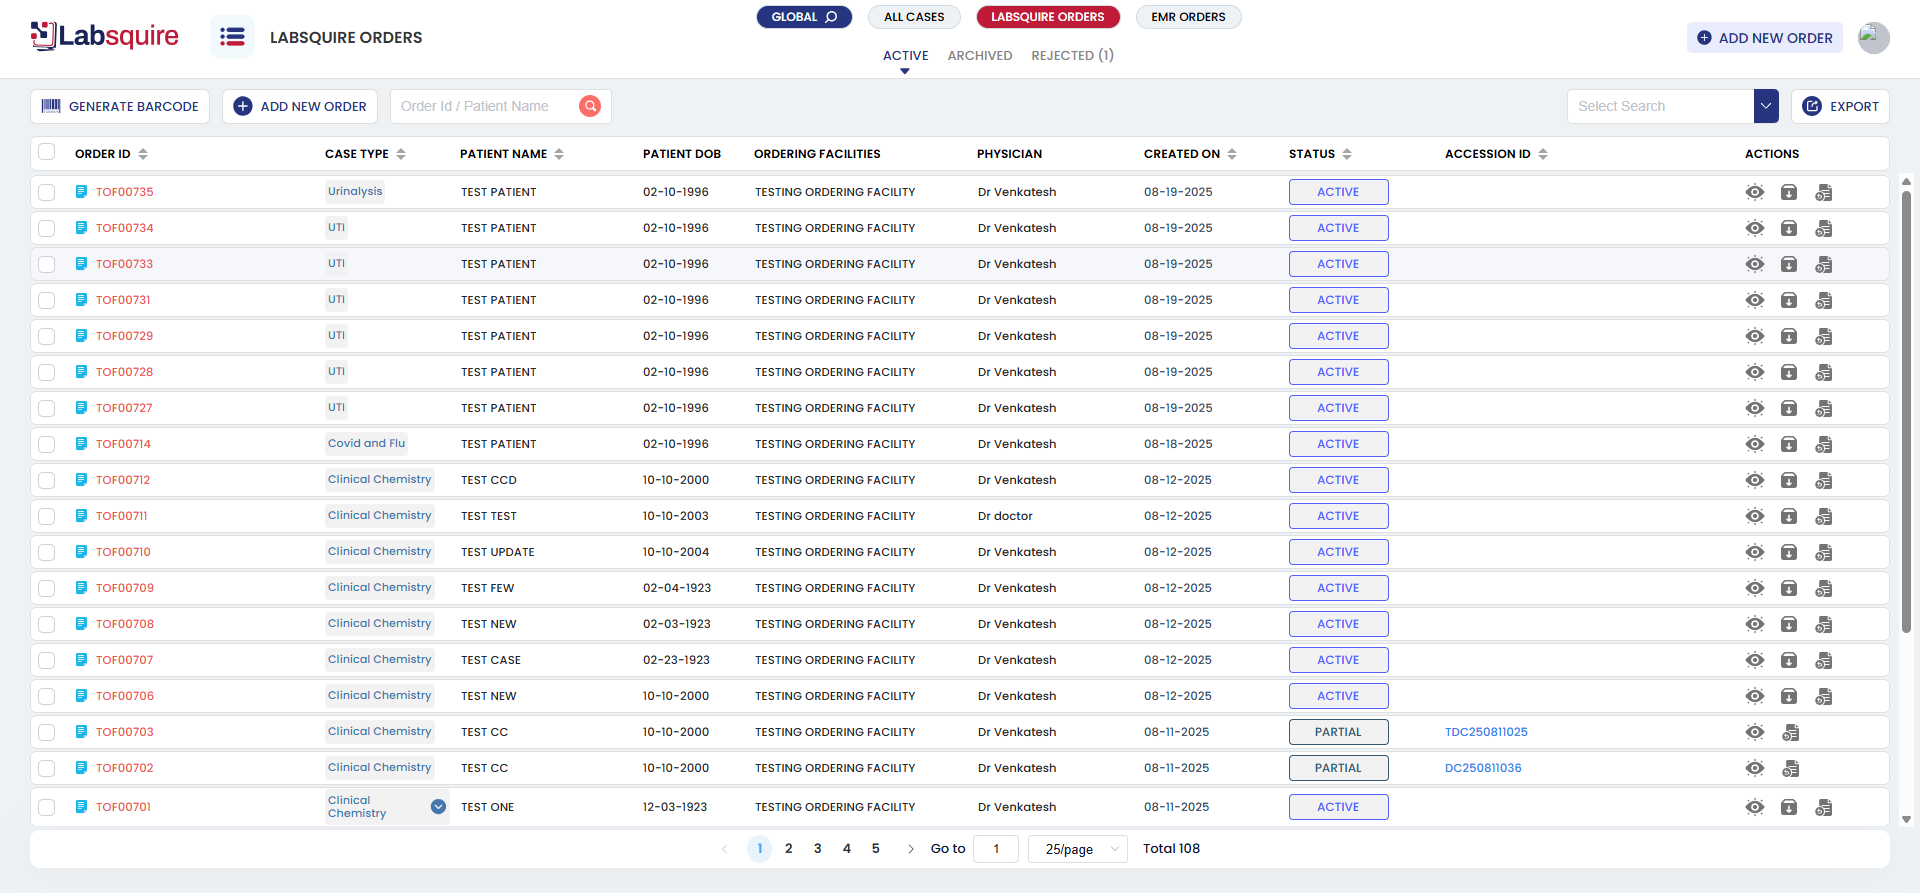 Labsquire
LABSQUIRE ORDERS
GLOBAL ALL CASES LABSQUIRE ORDERS EMR ORDERS
ACTIVE ARCHIVED REJECTED (1)
ADD NEW ORDER
GENERATE BARCODE ADD NEW ORDER Order Id / Patient Name Select Search EXPORT
ORDER ID CASE TYPE PATIENT NAME PATIENT DOB ORDERING FACILITIES PHYSICIAN CREATED ON STATUS ACCESSION ID ACTIONS
TOF00735 Urinalysis TEST PATIENT 02-10-1996 TESTING ORDERING FACILITY Dr Venkatesh 08-19-2025 ACTIVE
TOF00734 UTI TEST PATIENT 02-10-1996 TESTING ORDERING FACILITY Dr Venkatesh 08-19-2025 ACTIVE
TOF00733 UTI TEST PATIENT 02-10-1996 TESTING ORDERING FACILITY Dr Venkatesh 08-19-2025 ACTIVE
TOF00731 UTI TEST PATIENT 02-10-1996 TESTING ORDERING FACILITY Dr Venkatesh 08-19-2025 ACTIVE
TOF00729 UTI TEST PATIENT 02-10-1996 TESTING ORDERING FACILITY Dr Venkatesh 08-19-2025 ACTIVE
TOF00728 UTI TEST PATIENT 02-10-1996 TESTING ORDERING FACILITY Dr Venkatesh 08-19-2025 ACTIVE
TOF00727 UTI TEST PATIENT 02-10-1996 TESTING ORDERING FACILITY Dr Venkatesh 08-19-2025 ACTIVE
TOF00714 Covid and Flu TEST PATIENT 02-10-1996 TESTING ORDERING FACILITY Dr Venkatesh 08-18-2025 ACTIVE
TOF00712 Clinical Chemistry TEST CCD 10-10-2000 TESTING ORDERING FACILITY Dr Venkatesh 08-12-2025 ACTIVE
TOF00711 Clinical Chemistry TEST TEST 10-10-2003 TESTING ORDERING FACILITY Dr doctor 08-12-2025 ACTIVE
TOF00710 Clinical Chemistry TEST UPDATE 10-10-2004 TESTING ORDERING FACILITY Dr Venkatesh 08-12-2025 ACTIVE
TOF00709 Clinical Chemistry TEST FEW 02-04-1923 TESTING ORDERING FACILITY Dr Venkatesh 08-12-2025 ACTIVE
TOF00708 Clinical Chemistry TEST NEW 02-03-1923 TESTING ORDERING FACILITY Dr Venkatesh 08-12-2025 ACTIVE
TOF00707 Clinical Chemistry TEST CASE 02-23-1923 TESTING ORDERING FACILITY Dr Venkatesh 08-12-2025 ACTIVE
TOF00706 Clinical Chemistry TEST NEW 10-10-2000 TESTING ORDERING FACILITY Dr Venkatesh 08-12-2025 ACTIVE
TOF00703 Clinical Chemistry TEST CC 10-10-2000 TESTING ORDERING FACILITY Dr Venkatesh 08-11-2025 PARTIAL TDC250811025
TOF00702 Clinical Chemistry TEST CC 10-10-2000 TESTING ORDERING FACILITY Dr Venkatesh 08-11-2025 PARTIAL DC250811036
TOF00701 Clinical Chemistry TEST ONE 12-03-1923 TESTING ORDERING FACILITY Dr Venkatesh 08-11-2025 ACTIVE
1 2 3 4 5 Go to 1 25/page Total 108